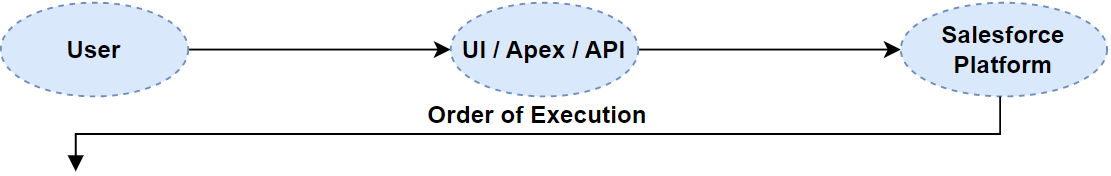 User
UI / Apex / API
Salesforce
Platform
Order of Execution